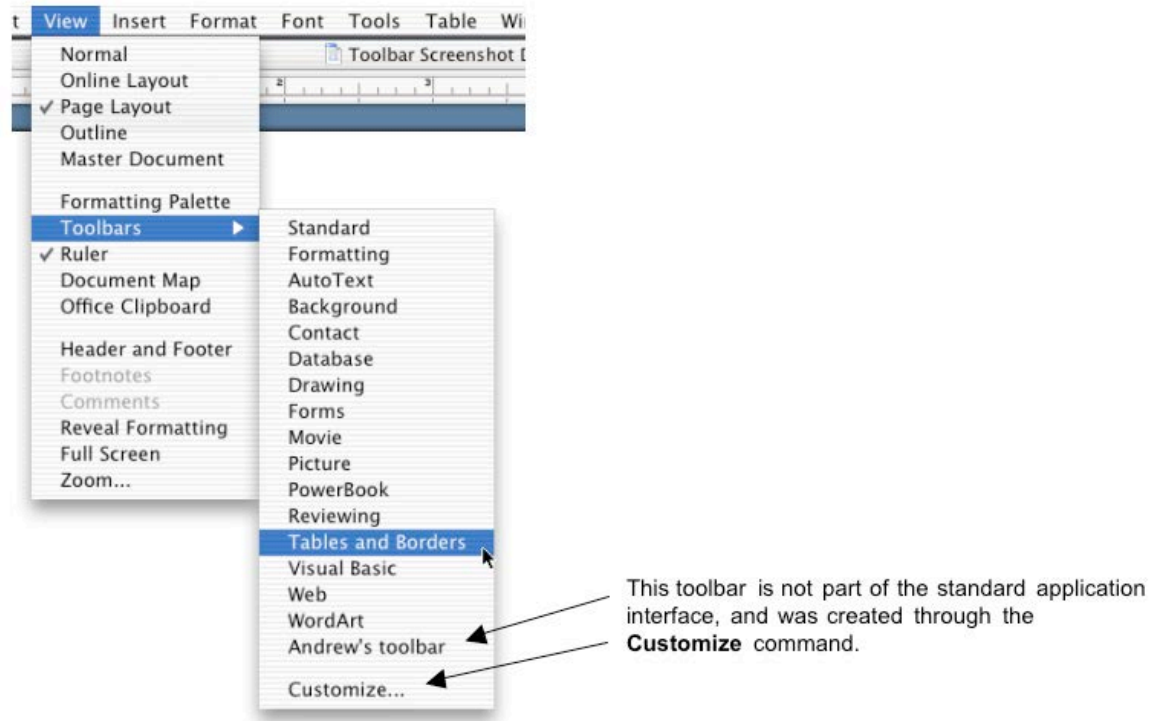 t View Insert Format Font Tools Table Wi
Toolbar Screenshot D
2 3
Normal
Online Layout
✓ Page Layout
Outline
Master Document
Formatting Palette
Toolbars
✓ Ruler
Document Map
Office Clipboard
Header and Footer
Footnotes
Comments
Reveal Formatting
Full Screen
Zoom...
Standard
Formatting
AutoText
Background
Contact
Database
Drawing
Forms
Movie
Picture
PowerBook
Reviewing
Tables and Borders
Visual Basic
Web
WordArt
Andrew's toolbar
Customize...
This toolbar is not part of the standard application
interface, and was created through the
Customize command.